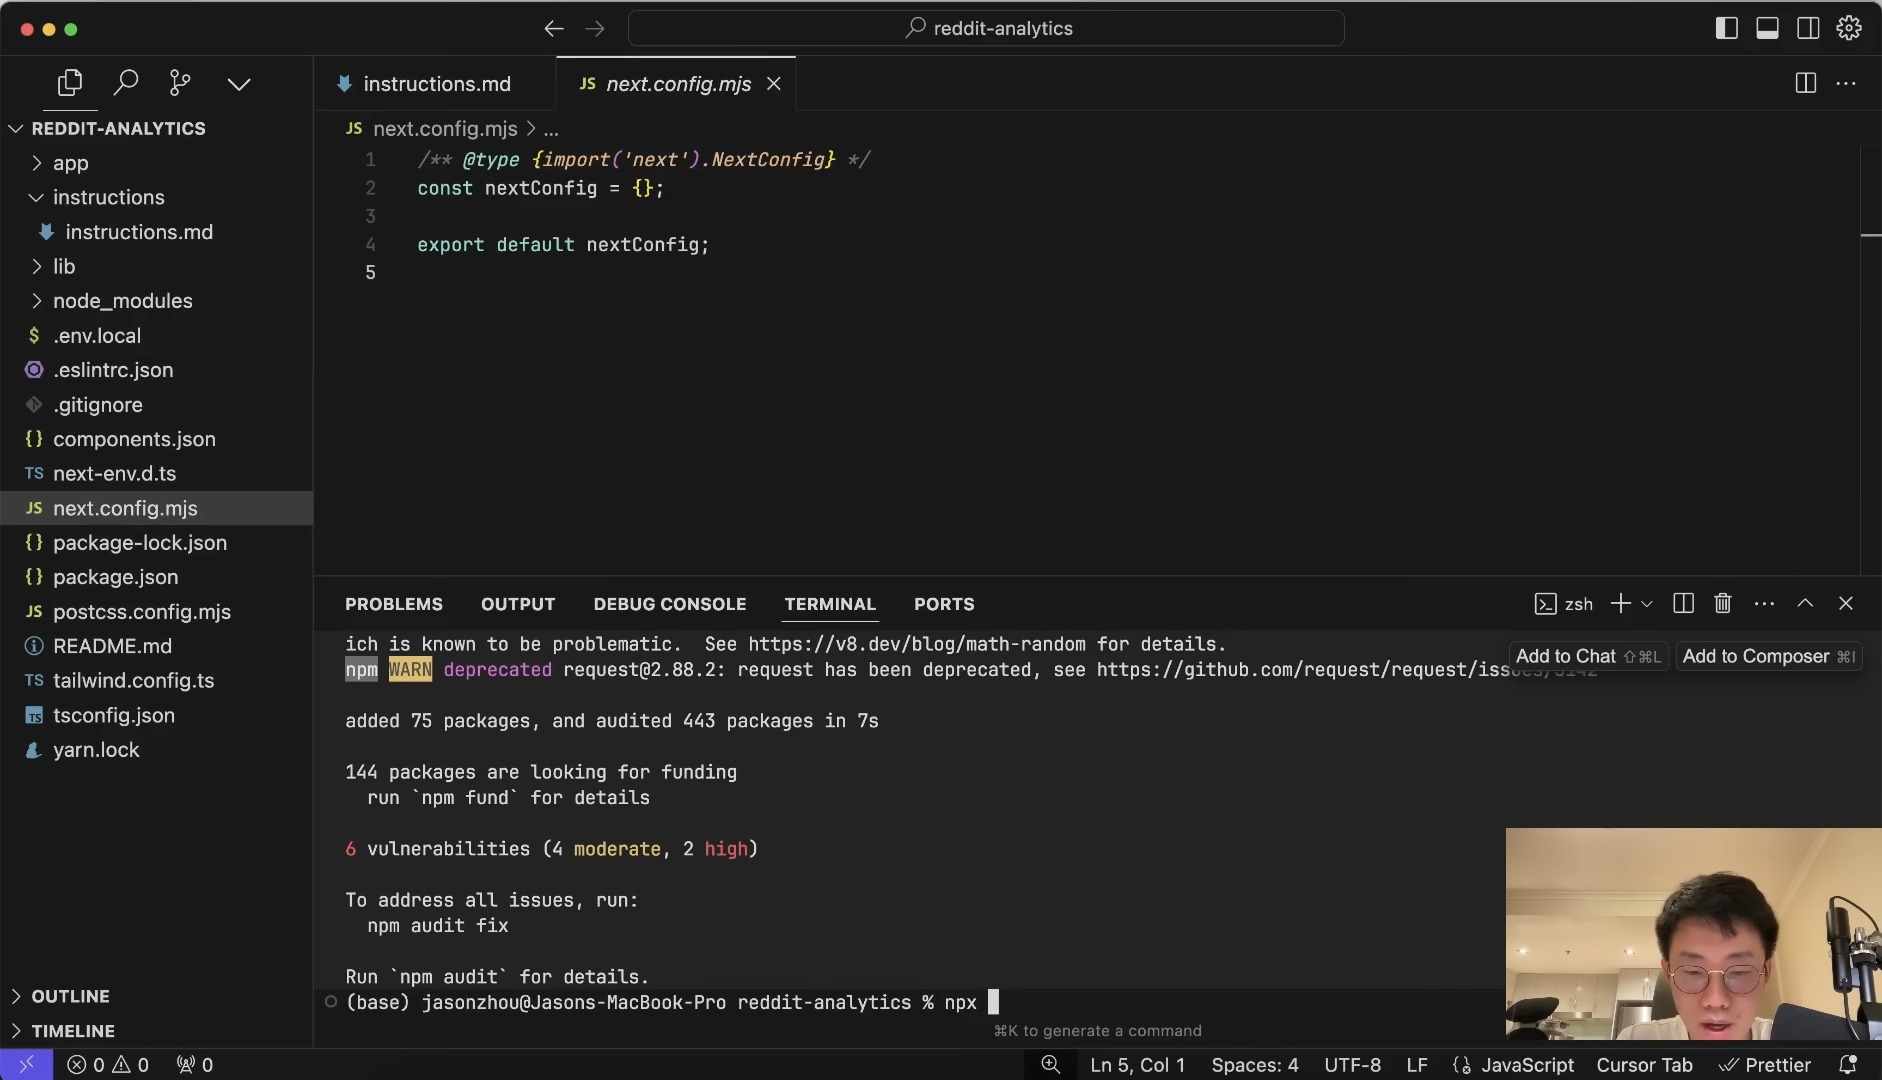 reddit-analytics
instructions.md
JS next.config.mjs
REDDIT-ANALYTICS
app
instructions
instructions.md
lib
node_modules
$ .env.local
.eslintrc.json
.gitignore
{} components.json
TS next-env.d.ts
JS next.config.mjs
{} package-lock.json
{} package.json
JS postcss.config.mjs
README.md
TS tailwind.config.ts
TS tsconfig.json
yarn.lock
OUTLINE
TIMELINE
JS next.config.mjs > ...
1 /** @type {import('next').NextConfig} */
2 const nextConfig = {};
3
4 export default nextConfig;
5
PROBLEMS OUTPUT DEBUG CONSOLE TERMINAL PORTS
zsh
Add to Chat ⇧⌘L
Add to Composer ⌘I
ich is known to be problematic.  See https://v8.dev/blog/math-random for details.
npm WARN deprecated request@2.88.2: request has been deprecated, see https://github.com/request/request/issues/3142
added 75 packages, and audited 443 packages in 7s
144 packages are looking for funding
run `npm fund` for details
6 vulnerabilities (4 moderate, 2 high)
To address all issues, run:
npm audit fix
Run `npm audit` for details.
(base) jasonzhou@Jasons-MacBook-Pro reddit-analytics % npx
⌘K to generate a command
0 0 0
Ln 5, Col 1 Spaces: 4 UTF-8 LF JavaScript Cursor Tab Prettier